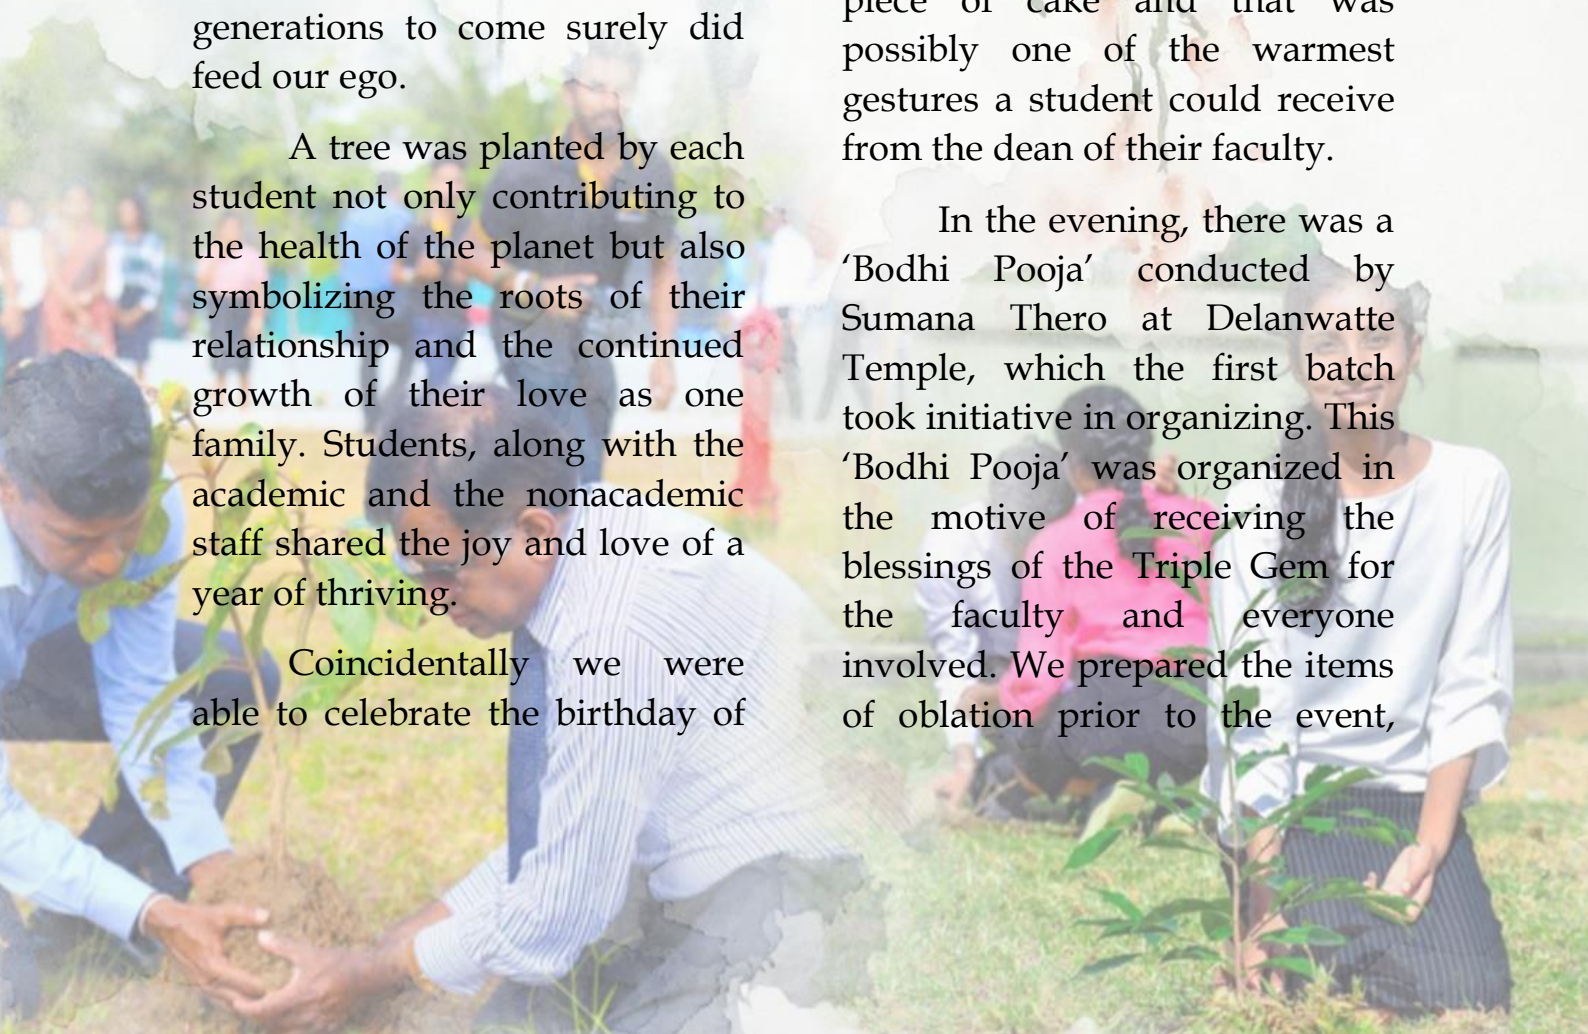 generations to come surely did
feed our ego.
A tree was planted by each
student not only contributing to
the health of the planet but also
symbolizing the roots of their
relationship and the continued
growth of their love as one
family. Students, along with the
academic and the nonacademic
staff shared the joy and love of a
year of thriving.
Coincidentally we were
able to celebrate the birthday of
piece of cake and that was
possibly one of the warmest
gestures a student could receive
from the dean of their faculty.
In the evening, there was a
‘Bodhi Pooja’ conducted by
Sumana Thero at Delanwatte
Temple, which the first batch
took initiative in organizing. This
‘Bodhi Pooja’ was organized in
the motive of receiving the
blessings of the Triple Gem for
the faculty and everyone
involved. We prepared the items
of oblation prior to the event,